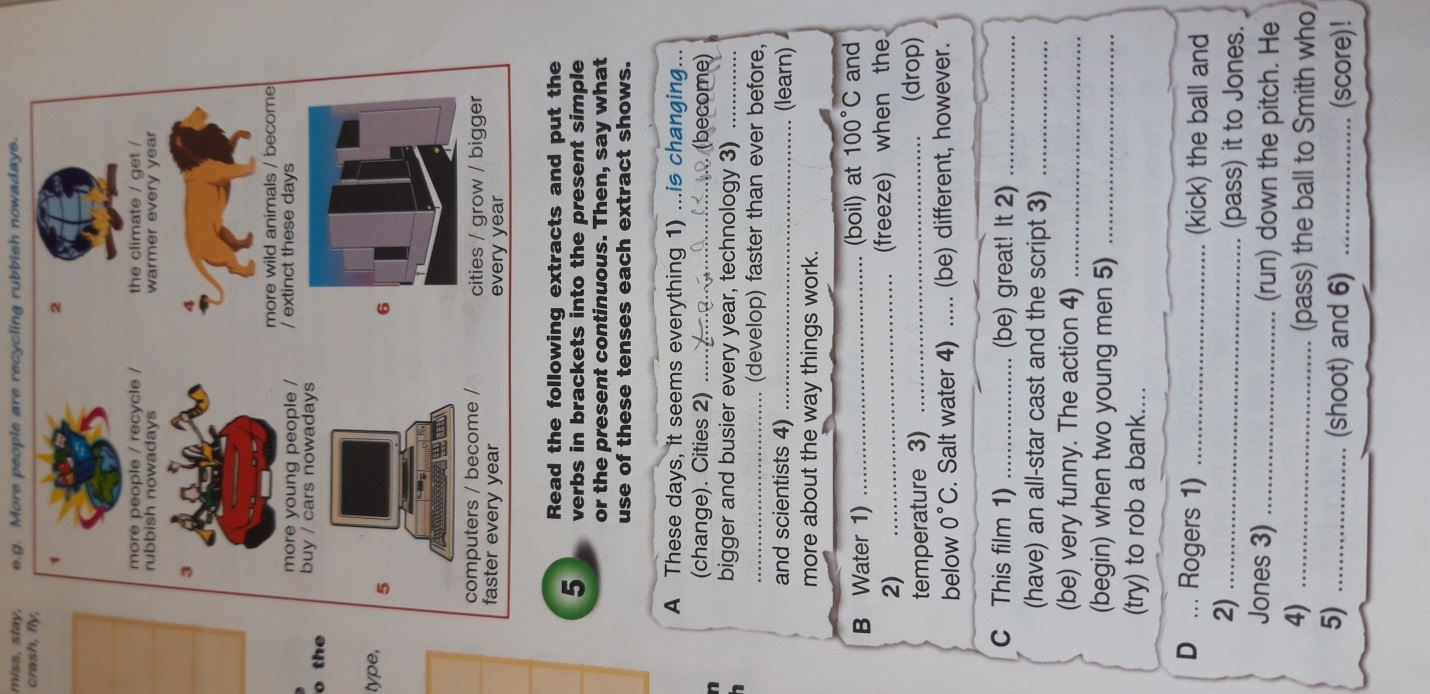 miss, stay,
crash, fly,
o the
type,
e.g. More people are recycling rubbish nowadays.
1
more people / recycle /
rubbish nowadays
2
the climate / get /
warmer every year
3
more young people /
buy / cars nowadays
4
more wild animals / become
/ extinct these days
5
computers / become /
faster every year
6
cities / grow / bigger
every year
5
Read the following extracts and put the
verbs in brackets into the present simple
or the present continuous. Then, say what
use of these tenses each extract shows.
A These days, it seems everything 1) ...is changing...
(change). Cities 2) .................... (become)
bigger and busier every year, technology 3) ..........
.............................. (develop) faster than ever before,
and scientists 4) .............................. (learn)
more about the way things work.
B Water 1) .............................. (boil) at 100°C and
2) .............................. (freeze) when the
temperature 3) .............................. (drop)
below 0°C. Salt water 4) ..... (be) different, however.
C This film 1) ............... (be) great! It 2) ....................
(have) an all-star cast and the script 3) ....................
(be) very funny. The action 4) ..............................
(begin) when two young men 5) ..............................
(try) to rob a bank....
D ... Rogers 1) .............................. (kick) the ball and
2) .............................. (pass) it to Jones.
Jones 3) .............................. (run) down the pitch. He
4) .............................. (pass) the ball to Smith who
5) .................... (shoot) and 6) .................... (score)!